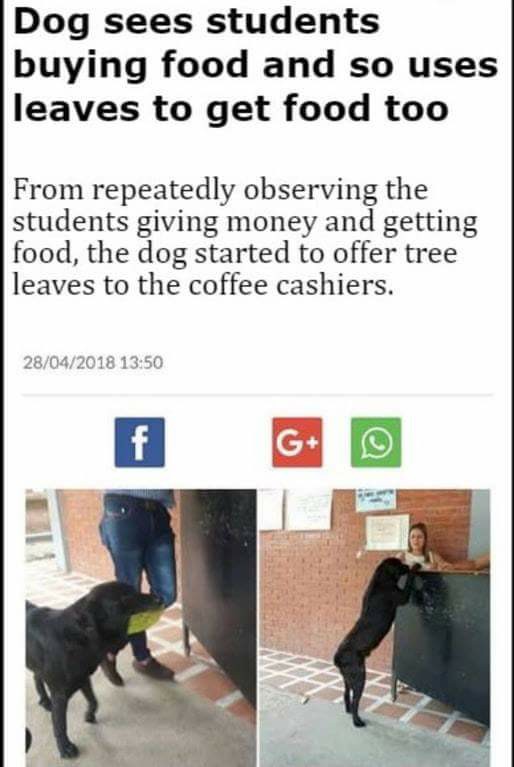 Dog sees students
buying food and so uses
leaves to get food too
From repeatedly observing the
students giving money and getting
food, the dog started to offer tree
leaves to the coffee cashiers.
28/04/2018 13:50
f
G+